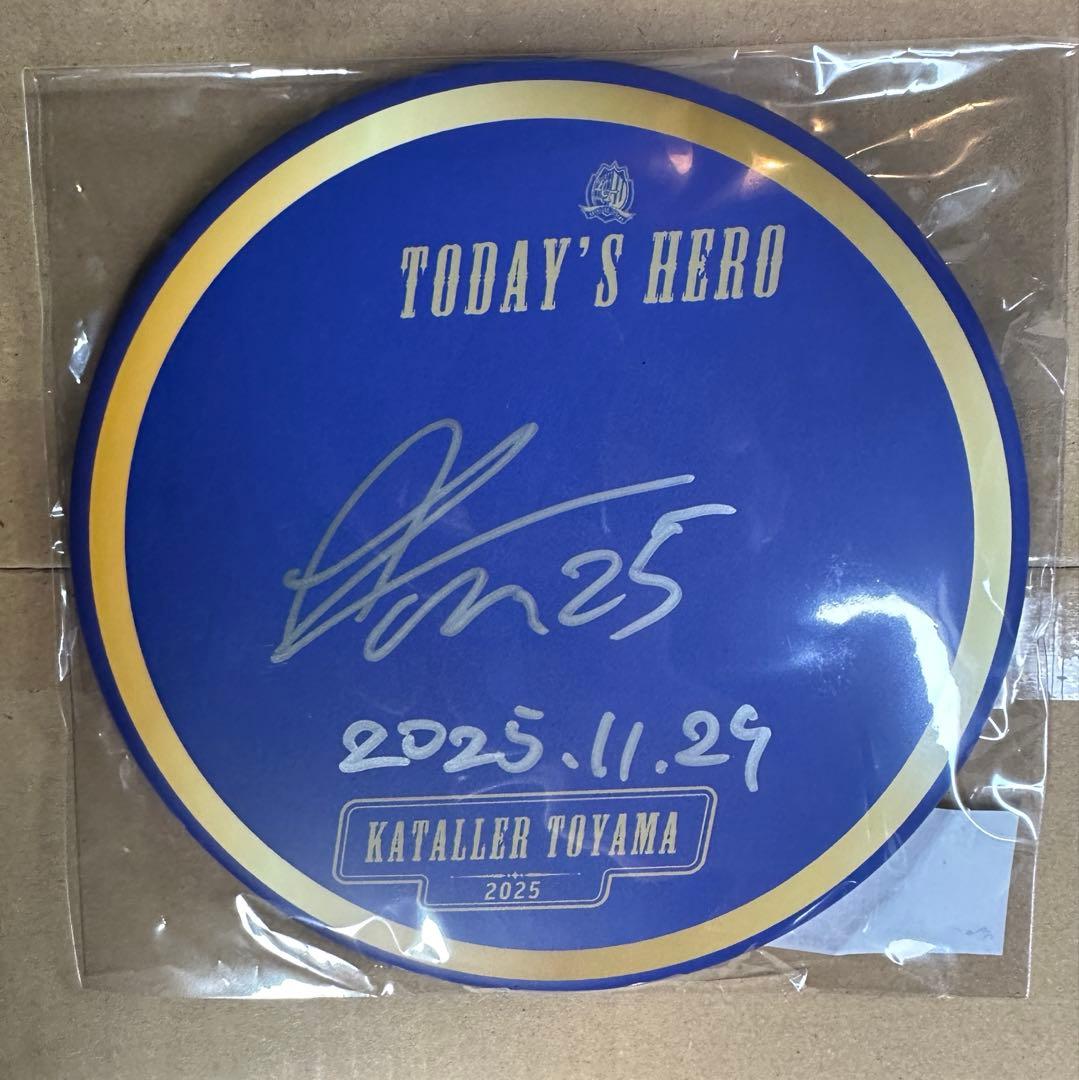 TODAY'S HERO
25
2025.11.29
KATALLER TOYAMA
2025